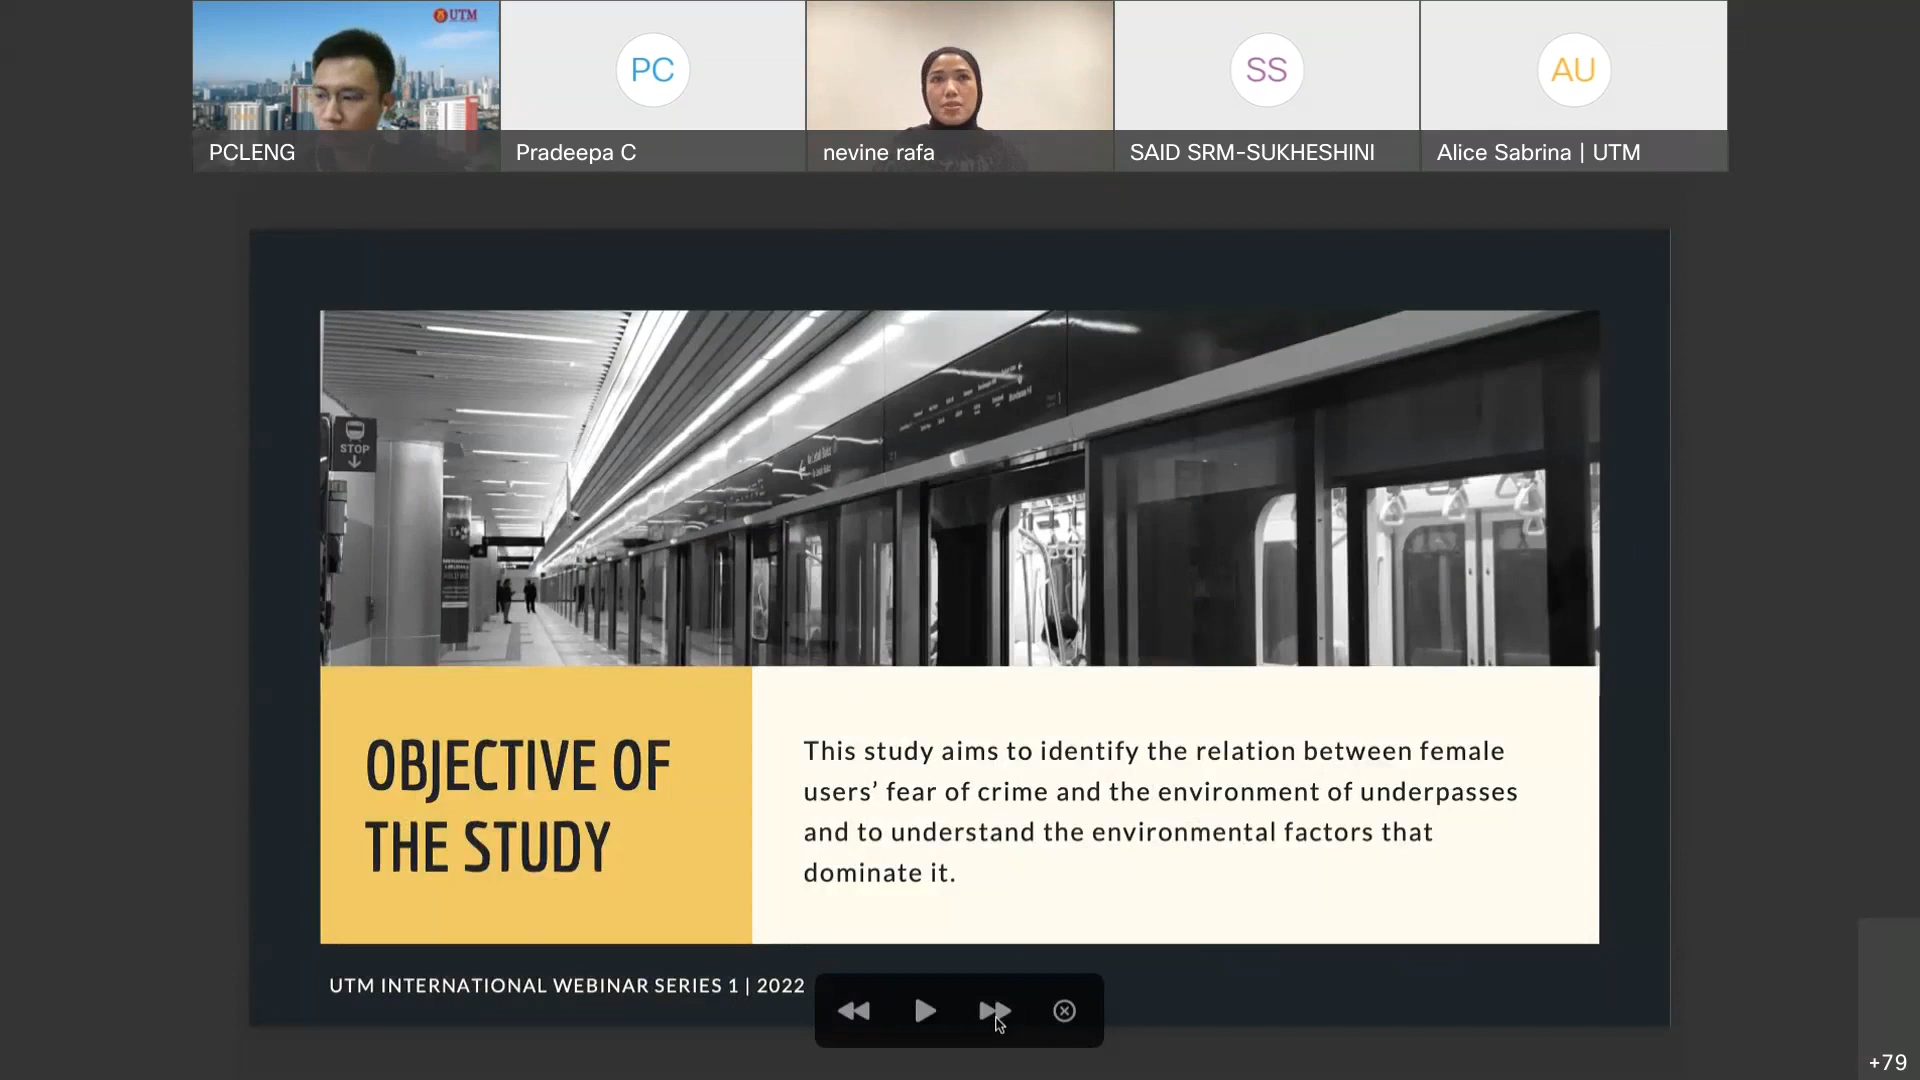 UTM
PC
SS
AU
PCLENG
Pradeepa C
nevine rafa
SAID SRM-SUKHESHINI
Alice Sabrina | UTM
STOP
OBJECTIVE OF
THE STUDY
This study aims to identify the relation between female
users’ fear of crime and the environment of underpasses
and to understand the environmental factors that
dominate it.
UTM INTERNATIONAL WEBINAR SERIES 1 | 2022
+79